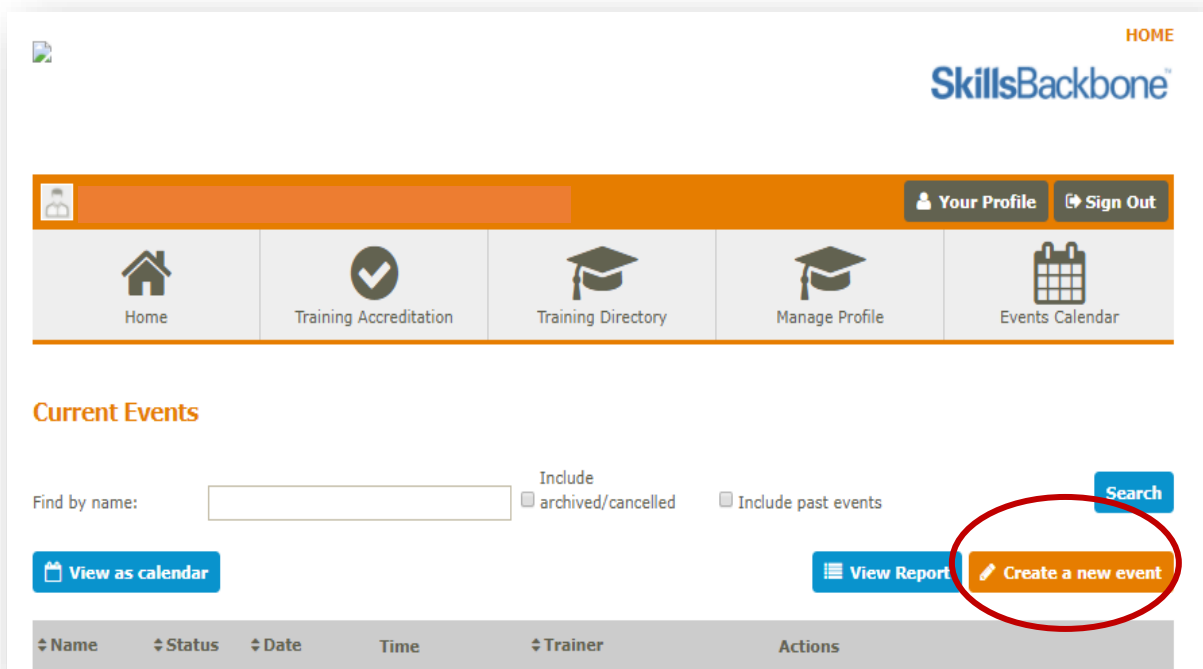 HOME
SkillsBackbone™
Your Profile Sign Out
Home Training Accreditation Training Directory Manage Profile Events Calendar
Current Events
Include
Find by name: archived/cancelled Include past events Search
View as calendar View Report Create a new event
Name Status Date Time Trainer Actions